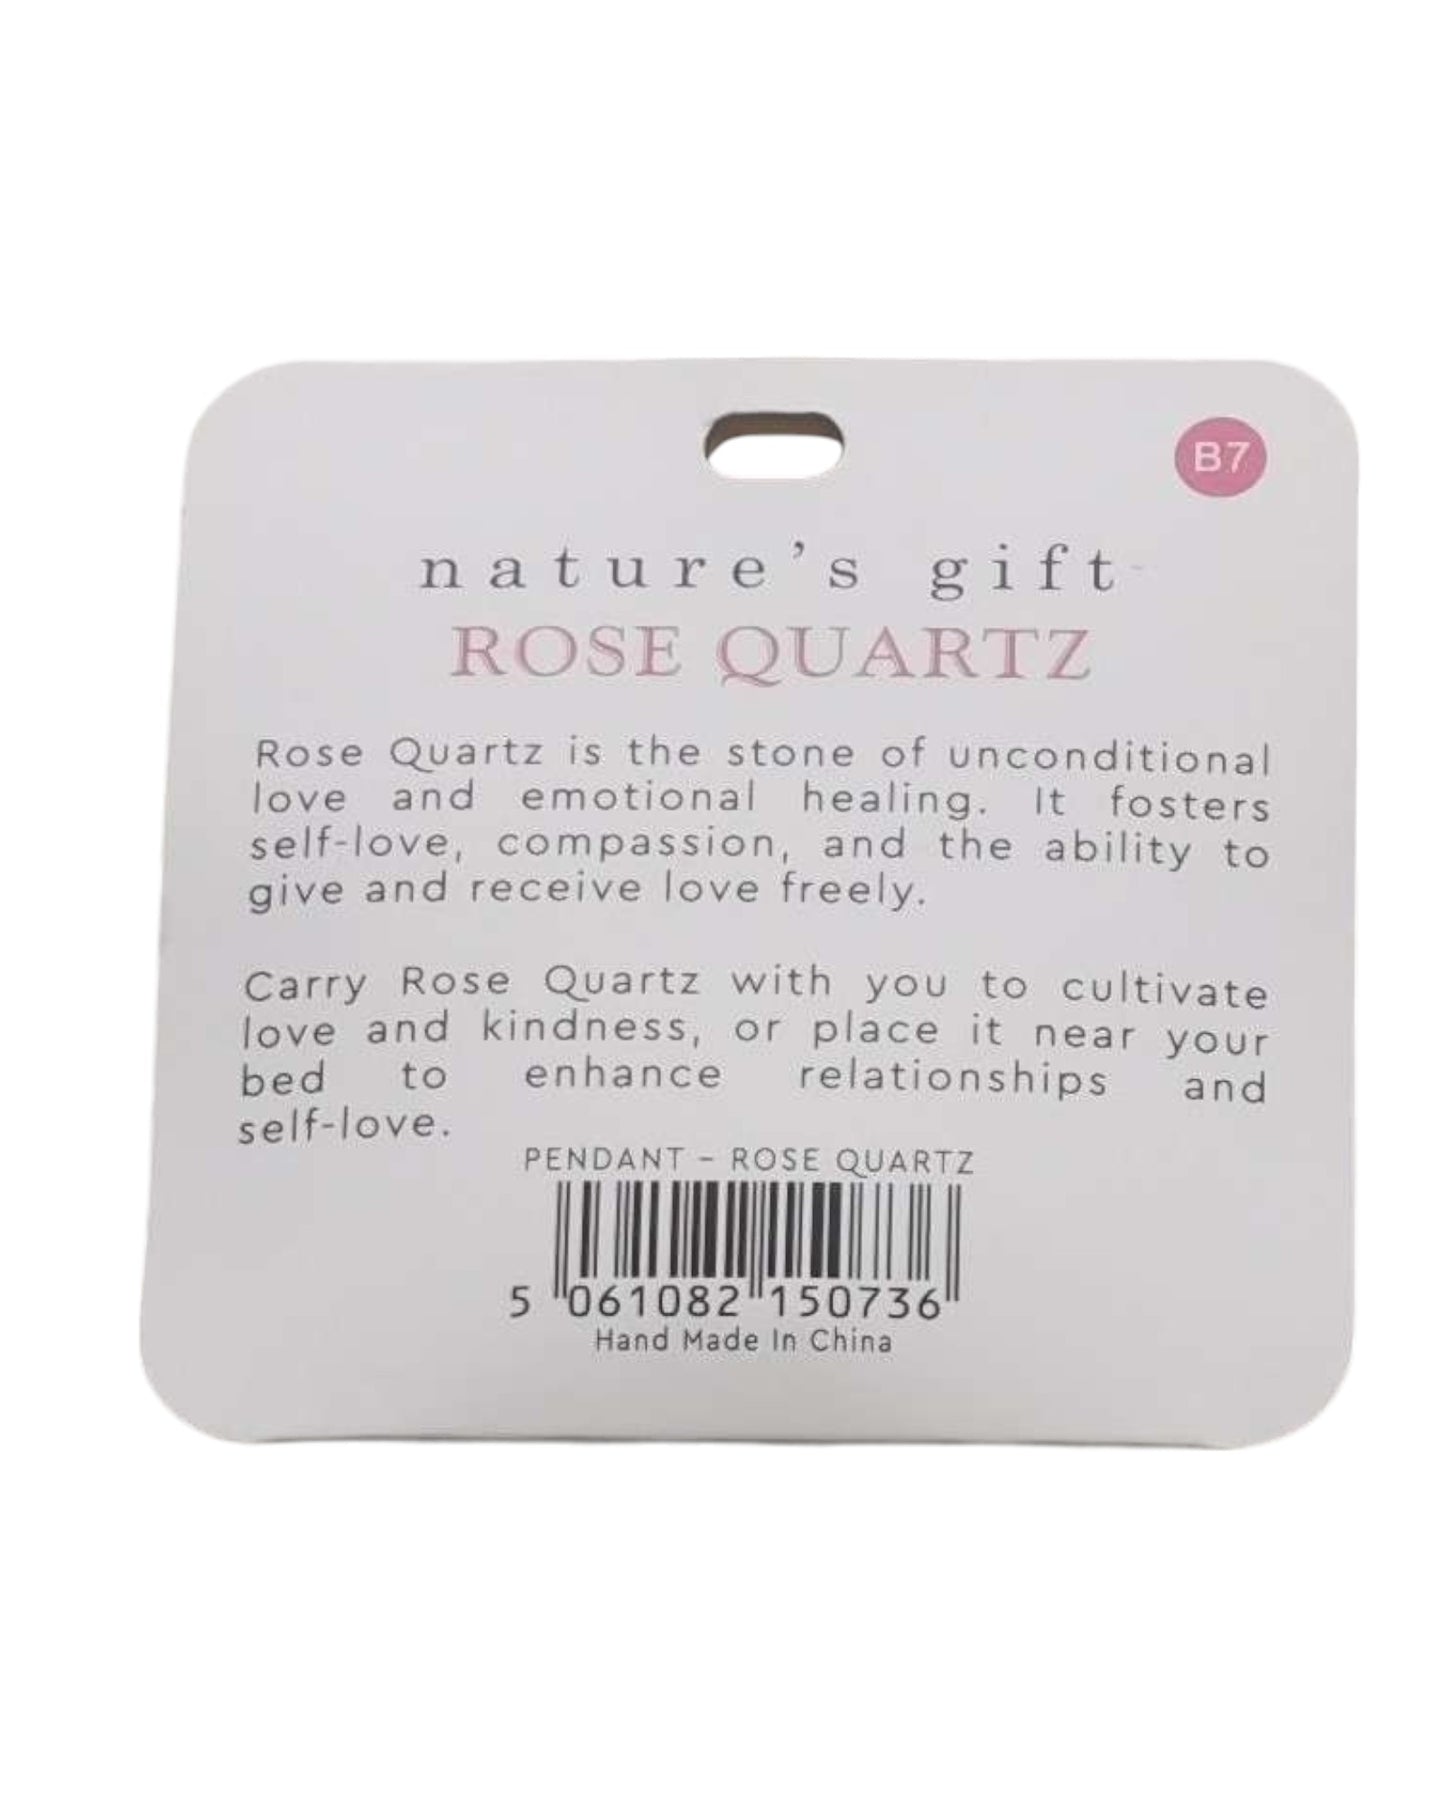 B7
nature's gift
ROSE QUARTZ
Rose Quartz is the stone of unconditional
love and emotional healing. It fosters
self-love, compassion, and the ability to
give and receive love freely.
Carry Rose Quartz with you to cultivate
love and kindness, or place it near your
bed to enhance relationships and
self-love.
PENDANT - ROSE QUARTZ
5 061082 150736
Hand Made In China